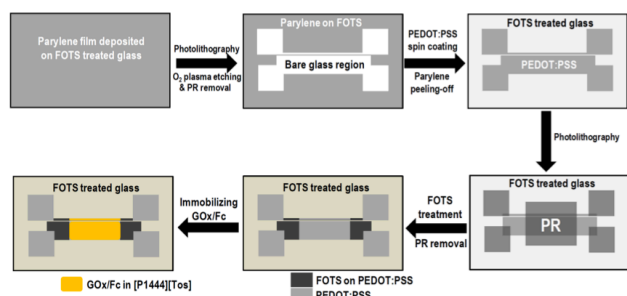 Parylene film deposited
on FOTS treated glass
Photolithography
O2 plasma etching
& PR removal
Parylene on FOTS
Bare glass region
PEDOT:PSS
spin coating
Parylene
peeling-off
FOTS treated glass
PEDOT:PSS
Photolithography
FOTS treated glass
PR
FOTS
treatment
PR removal
FOTS treated glass
FOTS on PEDOT:PSS
PEDOT:PSS
Immobilizing
GOx/Fc
FOTS treated glass
GOx/Fc in [P1444][Tos]